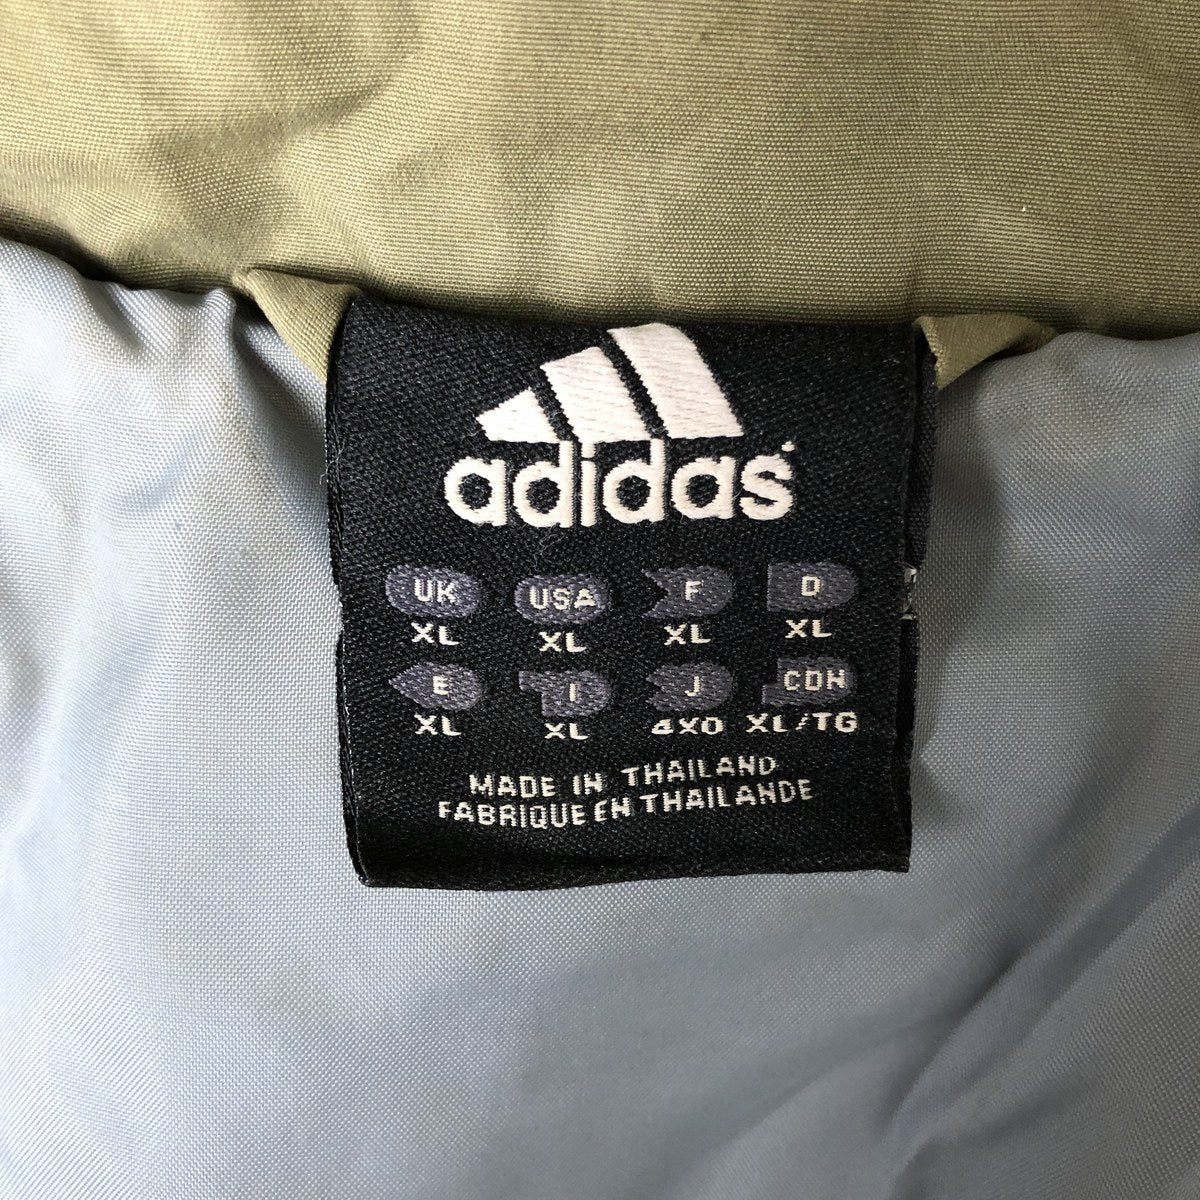 adidas
UK USA F D
XL XL XL XL
E I J CDN
XL XL 4XO XL/TG
MADE IN THAILAND
FABRIQUE EN THAILANDE